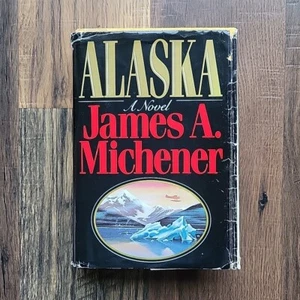 ALASKA
A Novel
James A.
Michener